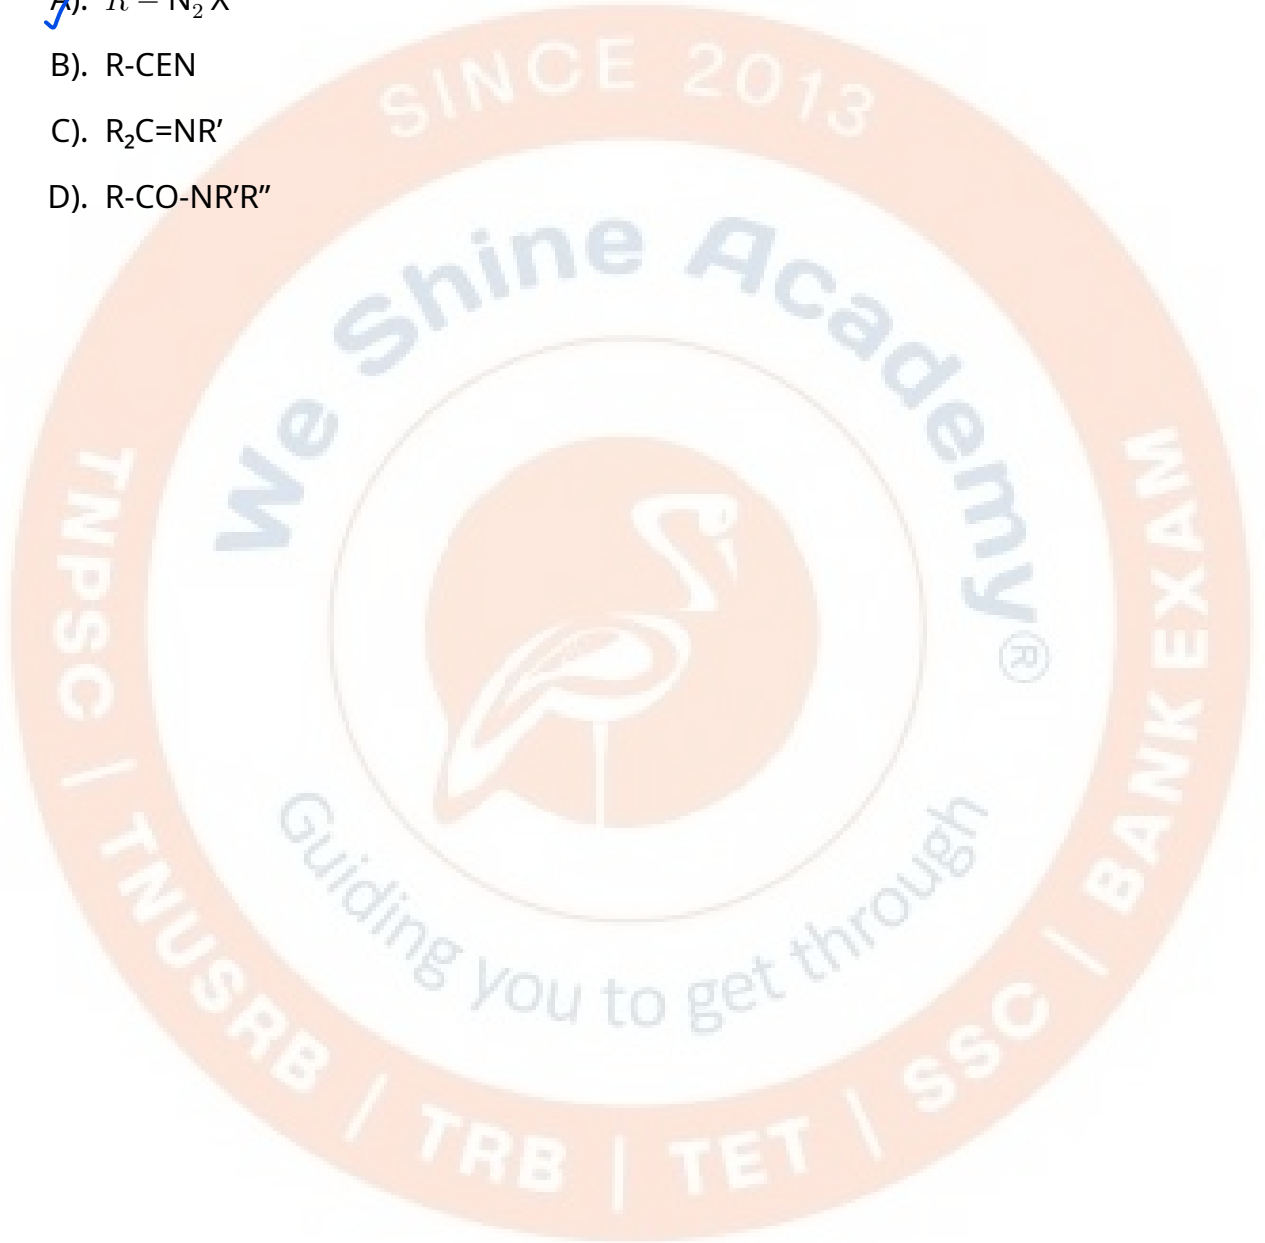 A). R − N₂ X
B). R-CEN
C). R₂C=NR’
D). R-CO-NR’R”
SINCE 2013
We Shine Academy®
Guiding you to get through
TNPSC | TNUSRB | TRB | TET | SSC | BANK EXAM